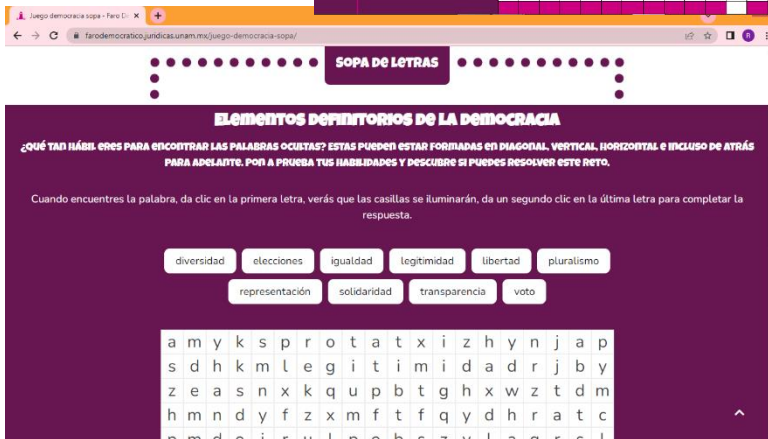 Juego democracia sopa - Faro De
farodemocratico.juridicas.unam.mx/juego-democracia-sopa/
R
SOPA DE LETRAS
ELEMENTOS DEFINITORIOS DE LA DEMOCRACIA
¿QUÉ TAN HÁBIL ERES PARA ENCONTRAR LAS PALABRAS OCULTAS? ESTAS PUEDEN ESTAR FORMADAS EN DIAGONAL, VERTICAL, HORIZONTAL E INCLUSO DE ATRÁS
PARA ADELANTE. PON A PRUEBA TUS HABILIDADES Y DESCUBRE SI PUEDES RESOLVER ESTE RETO.
Cuando encuentres la palabra, da clic en la primera letra, verás que las casillas se iluminarán, da un segundo clic en la última letra para completar la
respuesta.
diversidad elecciones igualdad legitimidad libertad pluralismo
representación solidaridad transparencia voto
a m y k s p r o t a t x i z h y n j a p
s d h k m l e g i t i m i d a d r j b y
z e a s n x k q u p b t g h x w z t d m
h m n d y f z x m f t f q y d h r a t c